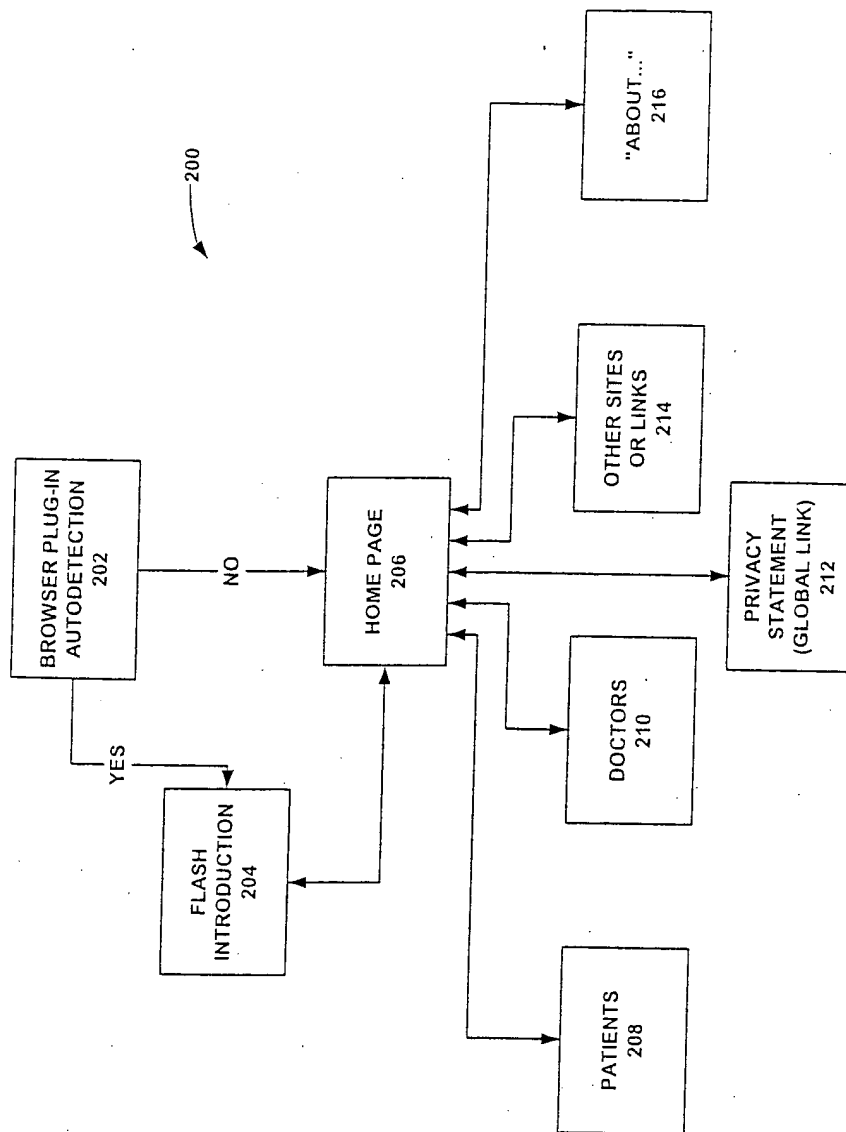 200
BROWSER PLUG-IN
AUTODETECTION
202
YES
NO
FLASH
INTRODUCTION
204
HOME PAGE
206
PATIENTS
208
DOCTORS
210
PRIVACY
STATEMENT
(GLOBAL LINK)
212
OTHER SITES
OR LINKS
214
"ABOUT..."
216